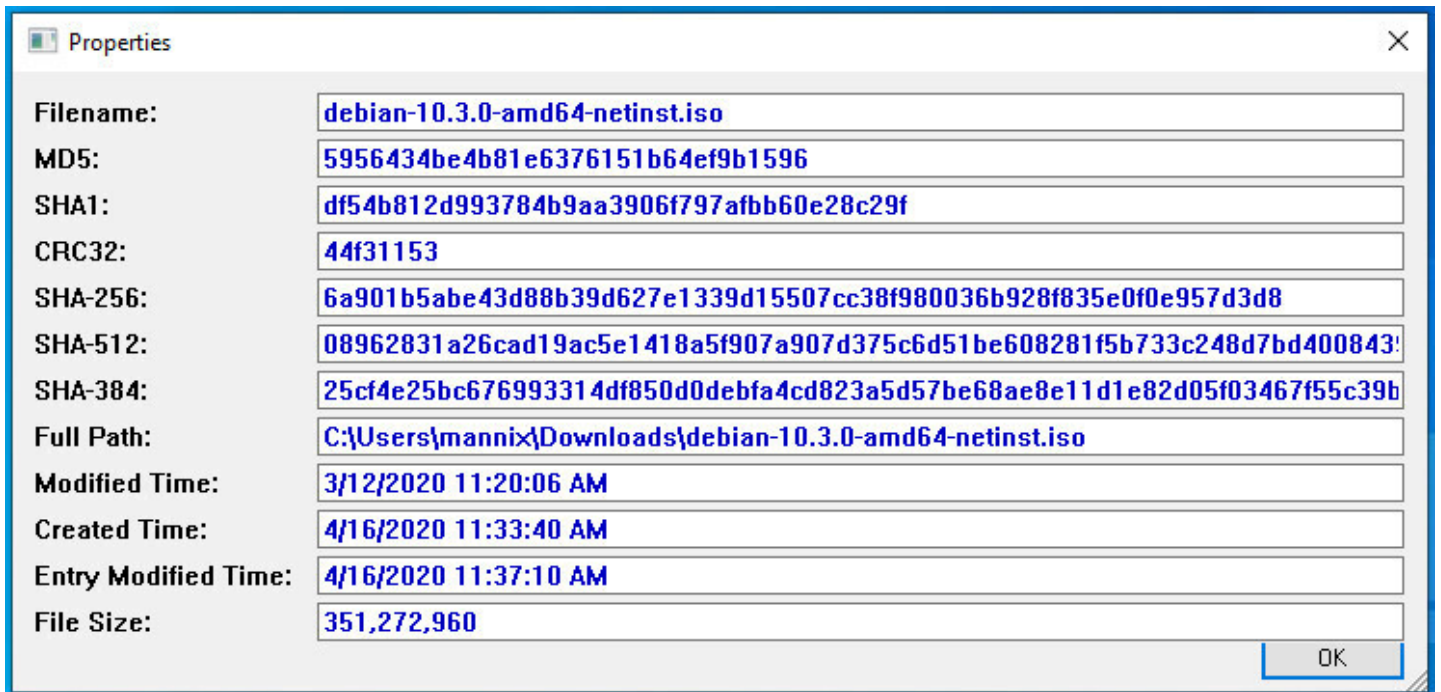 Properties
Filename: debian-10.3.0-amd64-netinst.iso
MD5: 5956434be4b81e6376151b64ef9b1596
SHA1: df54b812d993784b9aa3906f797afbb60e28c29f
CRC32: 44f31153
SHA-256: 6a901b5abe43d88b39d627e1339d15507cc38f980036b928f835e0f0e957d3d8
SHA-512: 08962831a26cad19ac5e1418a5f907a907d375c6d51be608281f5b733c248d7bd4008439
SHA-384: 25cf4e25bc676993314df850d0debfa4cd823a5d57be68ae8e11d1e82d05f03467f55c39b
Full Path: C:\Users\mannix\Downloads\debian-10.3.0-amd64-netinst.iso
Modified Time: 3/12/2020 11:20:06 AM
Created Time: 4/16/2020 11:33:40 AM
Entry Modified Time: 4/16/2020 11:37:10 AM
File Size: 351,272,960
OK